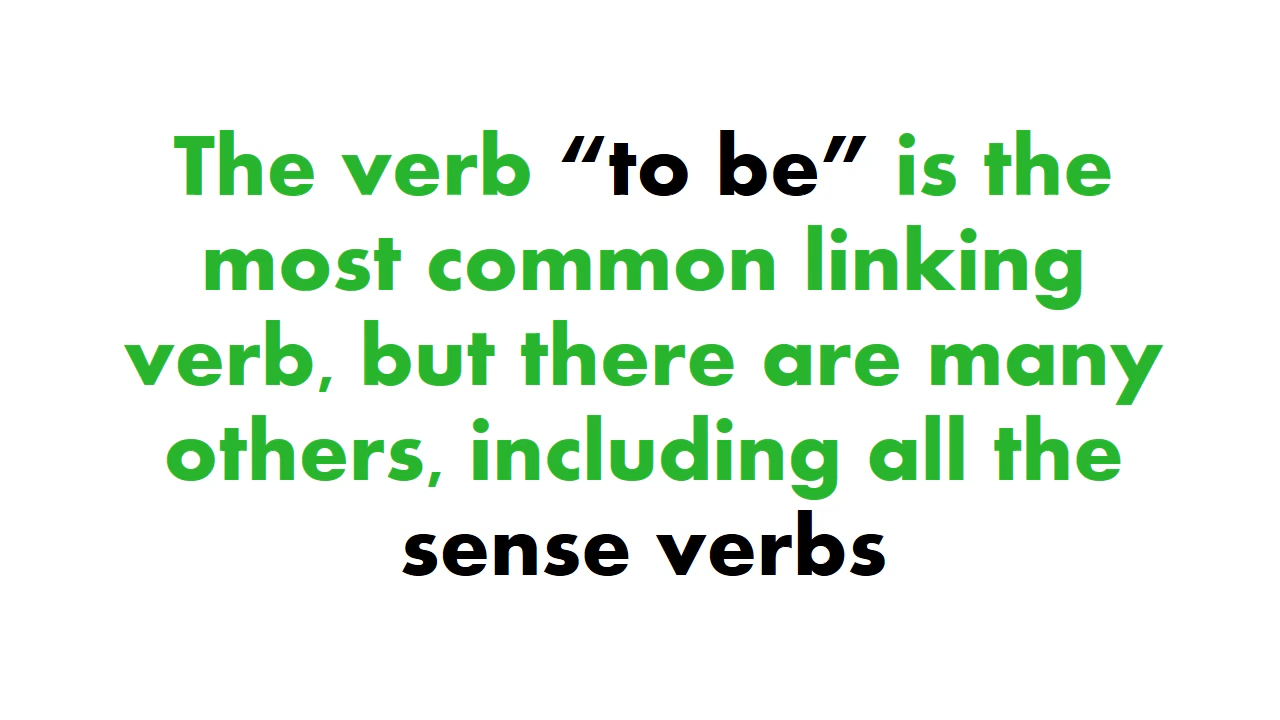 The verb “to be” is the
most common linking
verb, but there are many
others, including all the
sense verbs